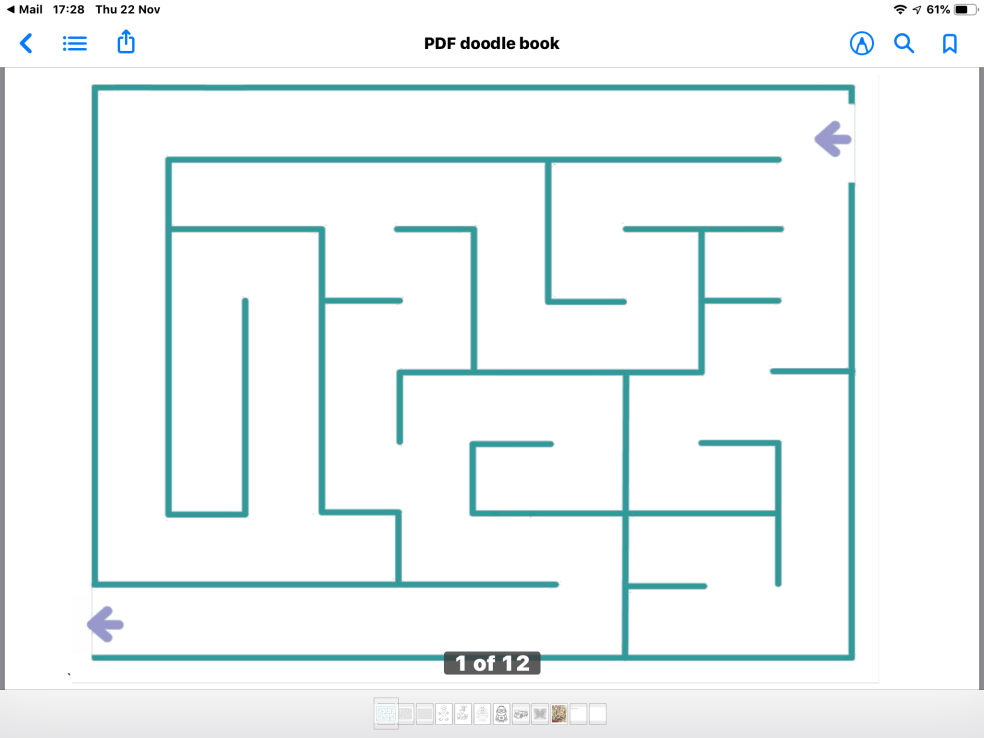 Mail 17:28 Thu 22 Nov 61%
PDF doodle book
1 of 12